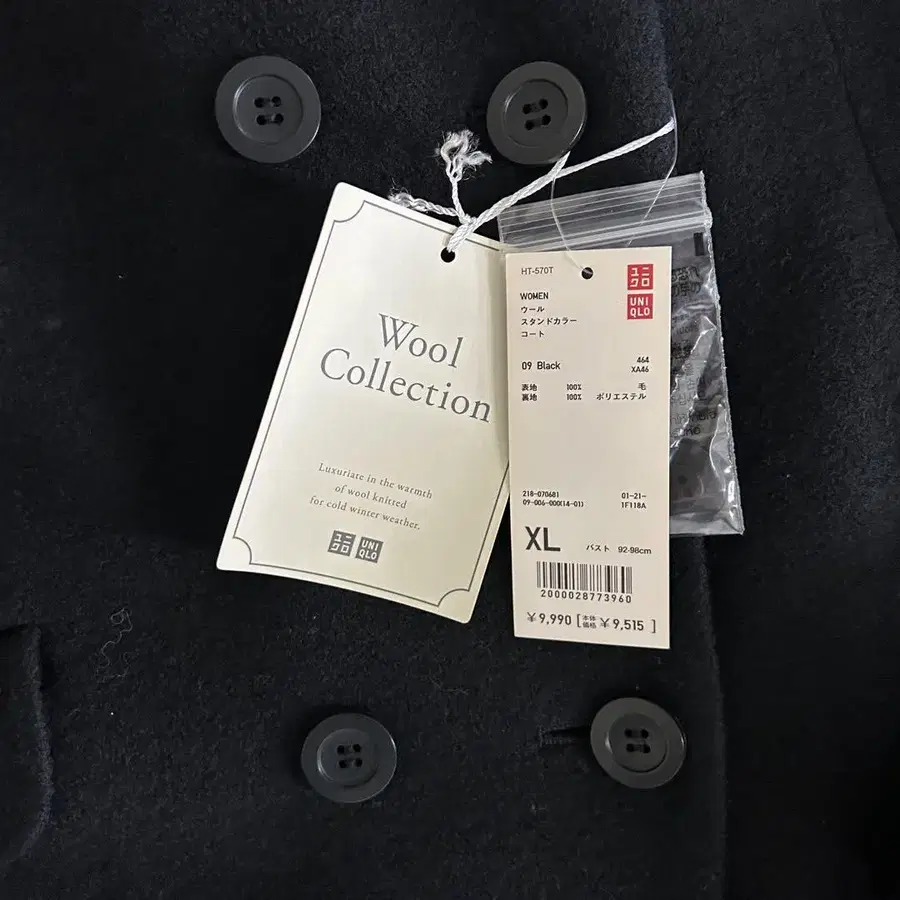 Wool
Collection
Luxuriate in the warmth
of wool knitted
for cold winter weather.
ユニ
クロ
UNI
QLO
HT-570T
ユニ
クロ
UNI
QLO
WOMEN
ウール
スタンドカラー
コート
09 Black
464
XA46
表地 100% 毛
裏地 100% ポリエステル
218-070681 01-21-
09-006-000(14-01) 1F118A
XL バスト 92-98cm
2000028773960
¥9,990 [本体価格 ¥9,515 ]